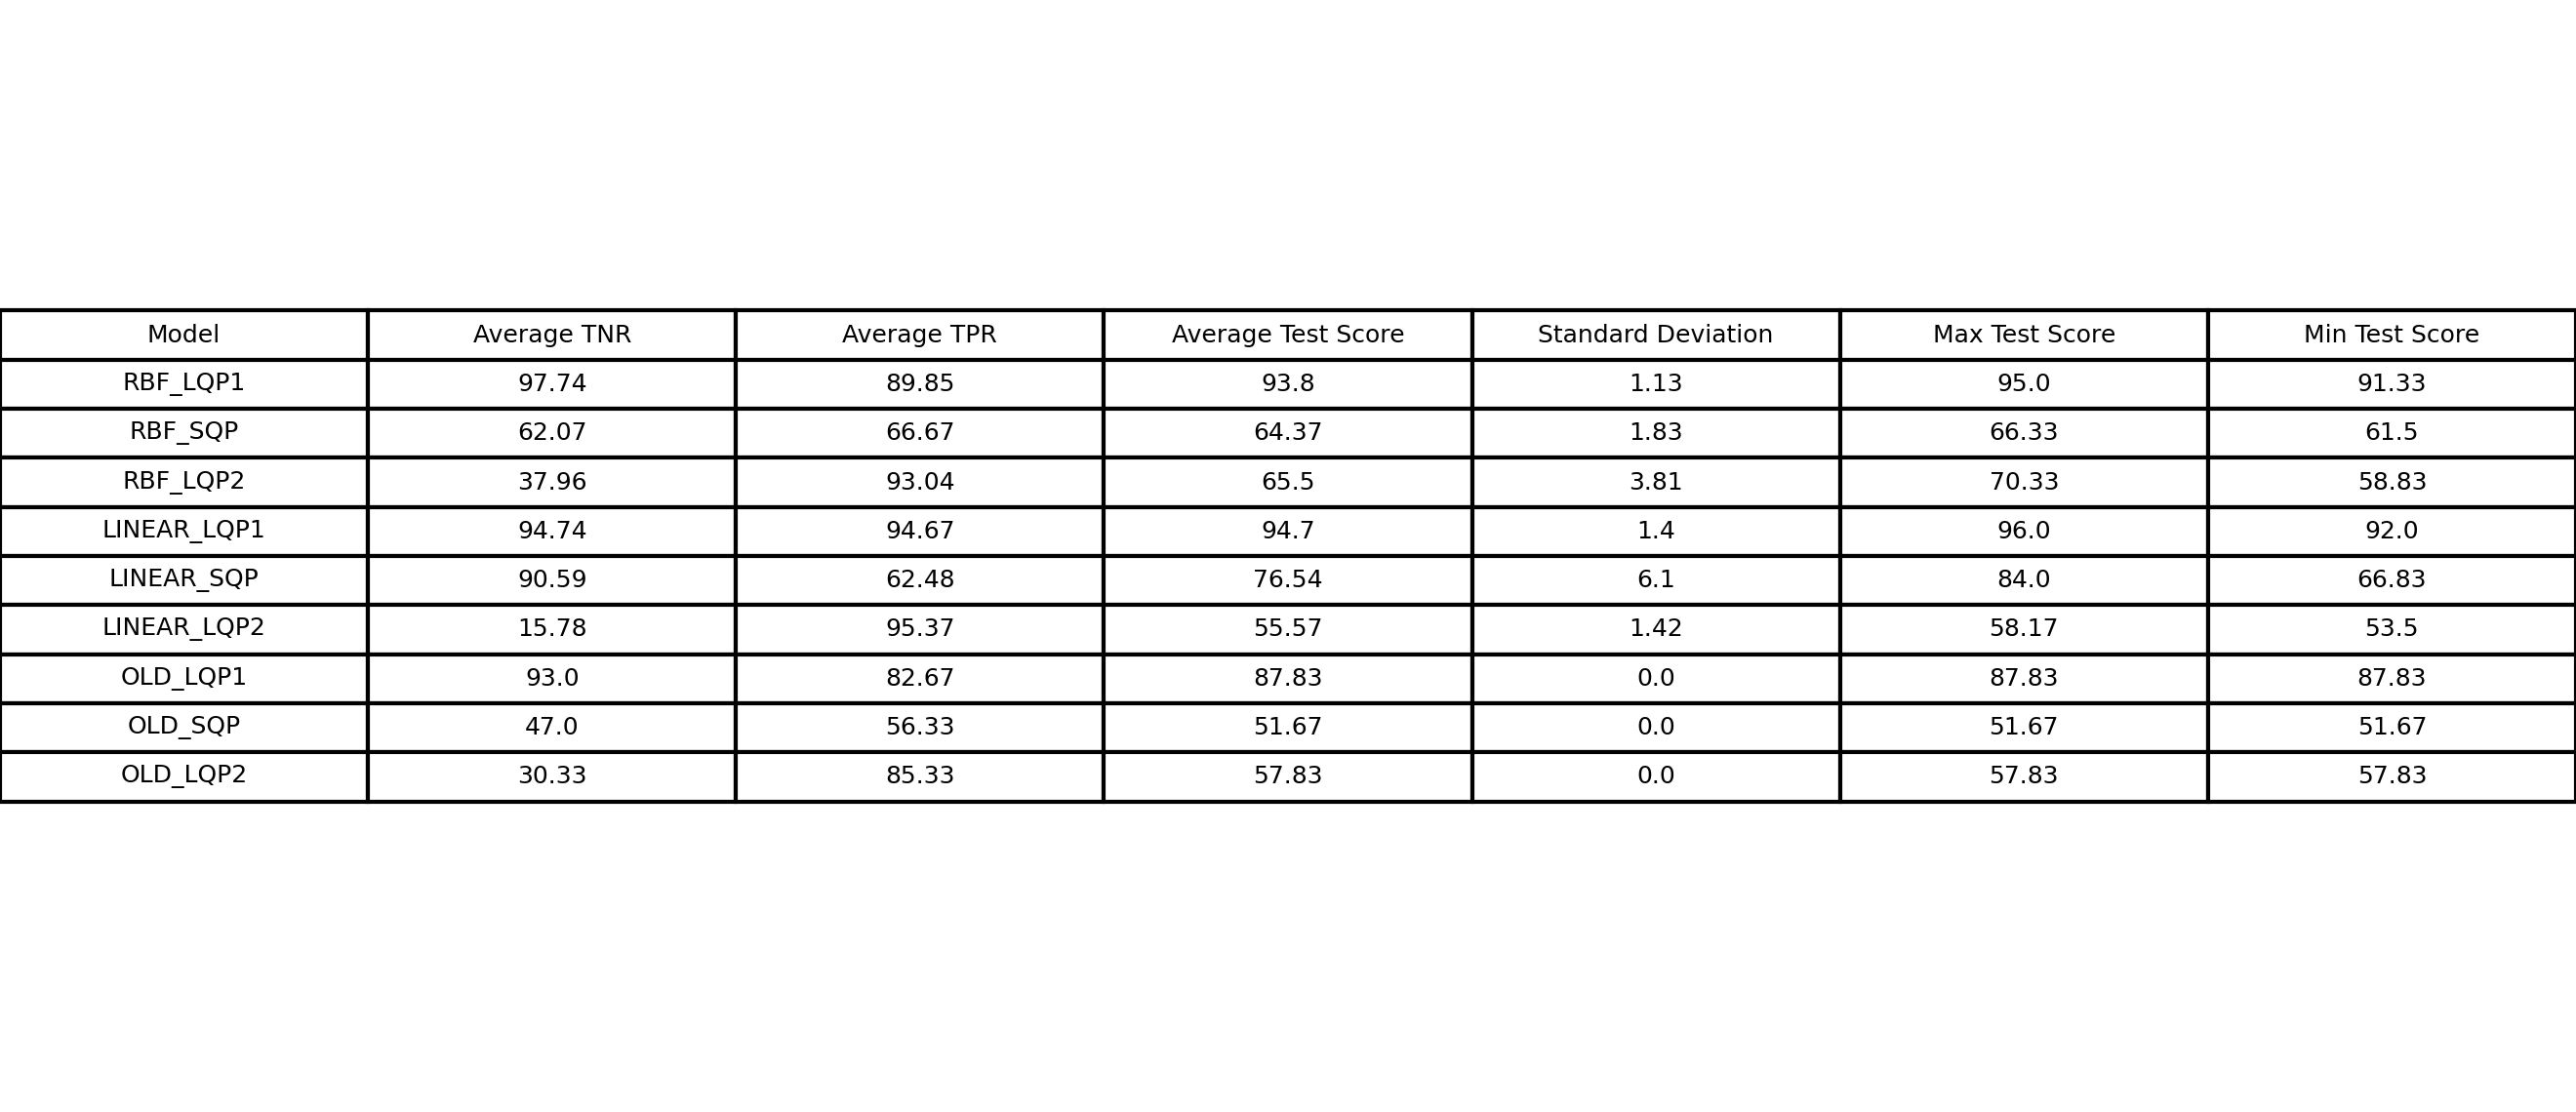 Model Average TNR Average TPR Average Test Score Standard Deviation Max Test Score Min Test Score
RBF_LQP1 97.74 89.85 93.8 1.13 95.0 91.33
RBF_SQP 62.07 66.67 64.37 1.83 66.33 61.5
RBF_LQP2 37.96 93.04 65.5 3.81 70.33 58.83
LINEAR_LQP1 94.74 94.67 94.7 1.4 96.0 92.0
LINEAR_SQP 90.59 62.48 76.54 6.1 84.0 66.83
LINEAR_LQP2 15.78 95.37 55.57 1.42 58.17 53.5
OLD_LQP1 93.0 82.67 87.83 0.0 87.83 87.83
OLD_SQP 47.0 56.33 51.67 0.0 51.67 51.67
OLD_LQP2 30.33 85.33 57.83 0.0 57.83 57.83